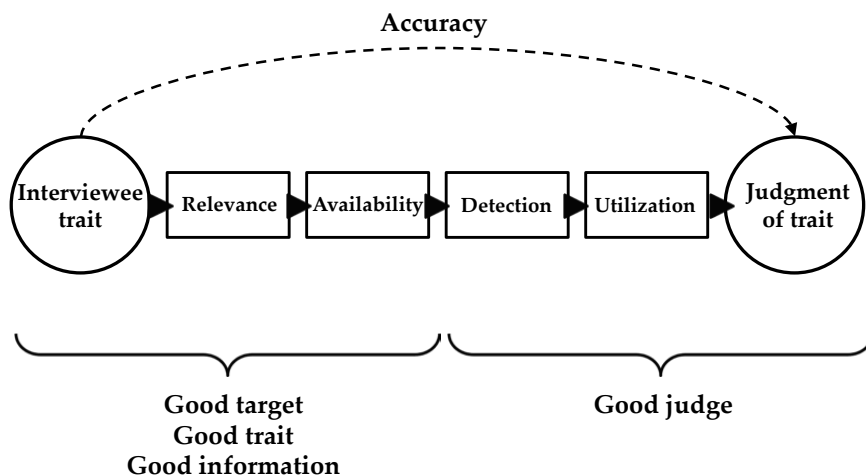 Accuracy
Interviewee
trait
Relevance
Availability
Detection
Utilization
Judgment
of trait
Good target
Good trait
Good information
Good judge